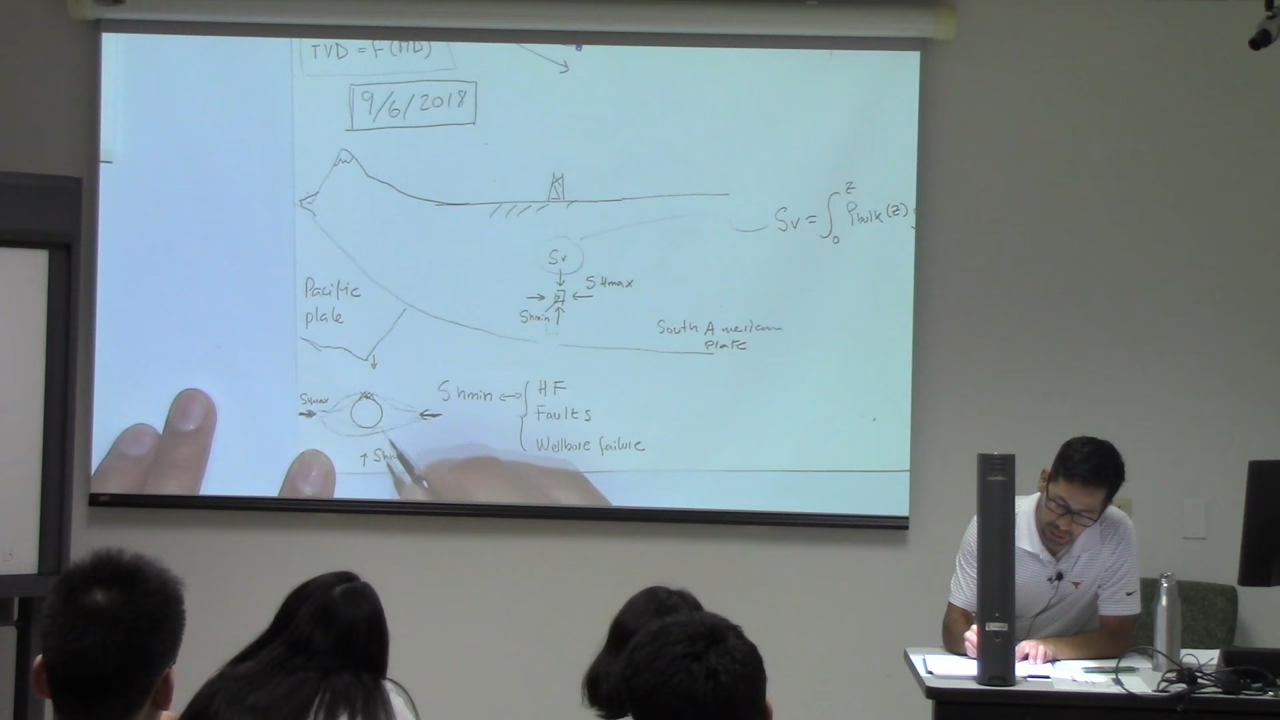 TVD = f(MD)
9/6/2018
Sv = ∫₀ᶻ ρbulk(z)
Sv
SHmax
Shmin
Pacific
plate
South American
plate
SHmax
Shmin ↔ { HF
Faults
Wellbore failure
↑ Sh